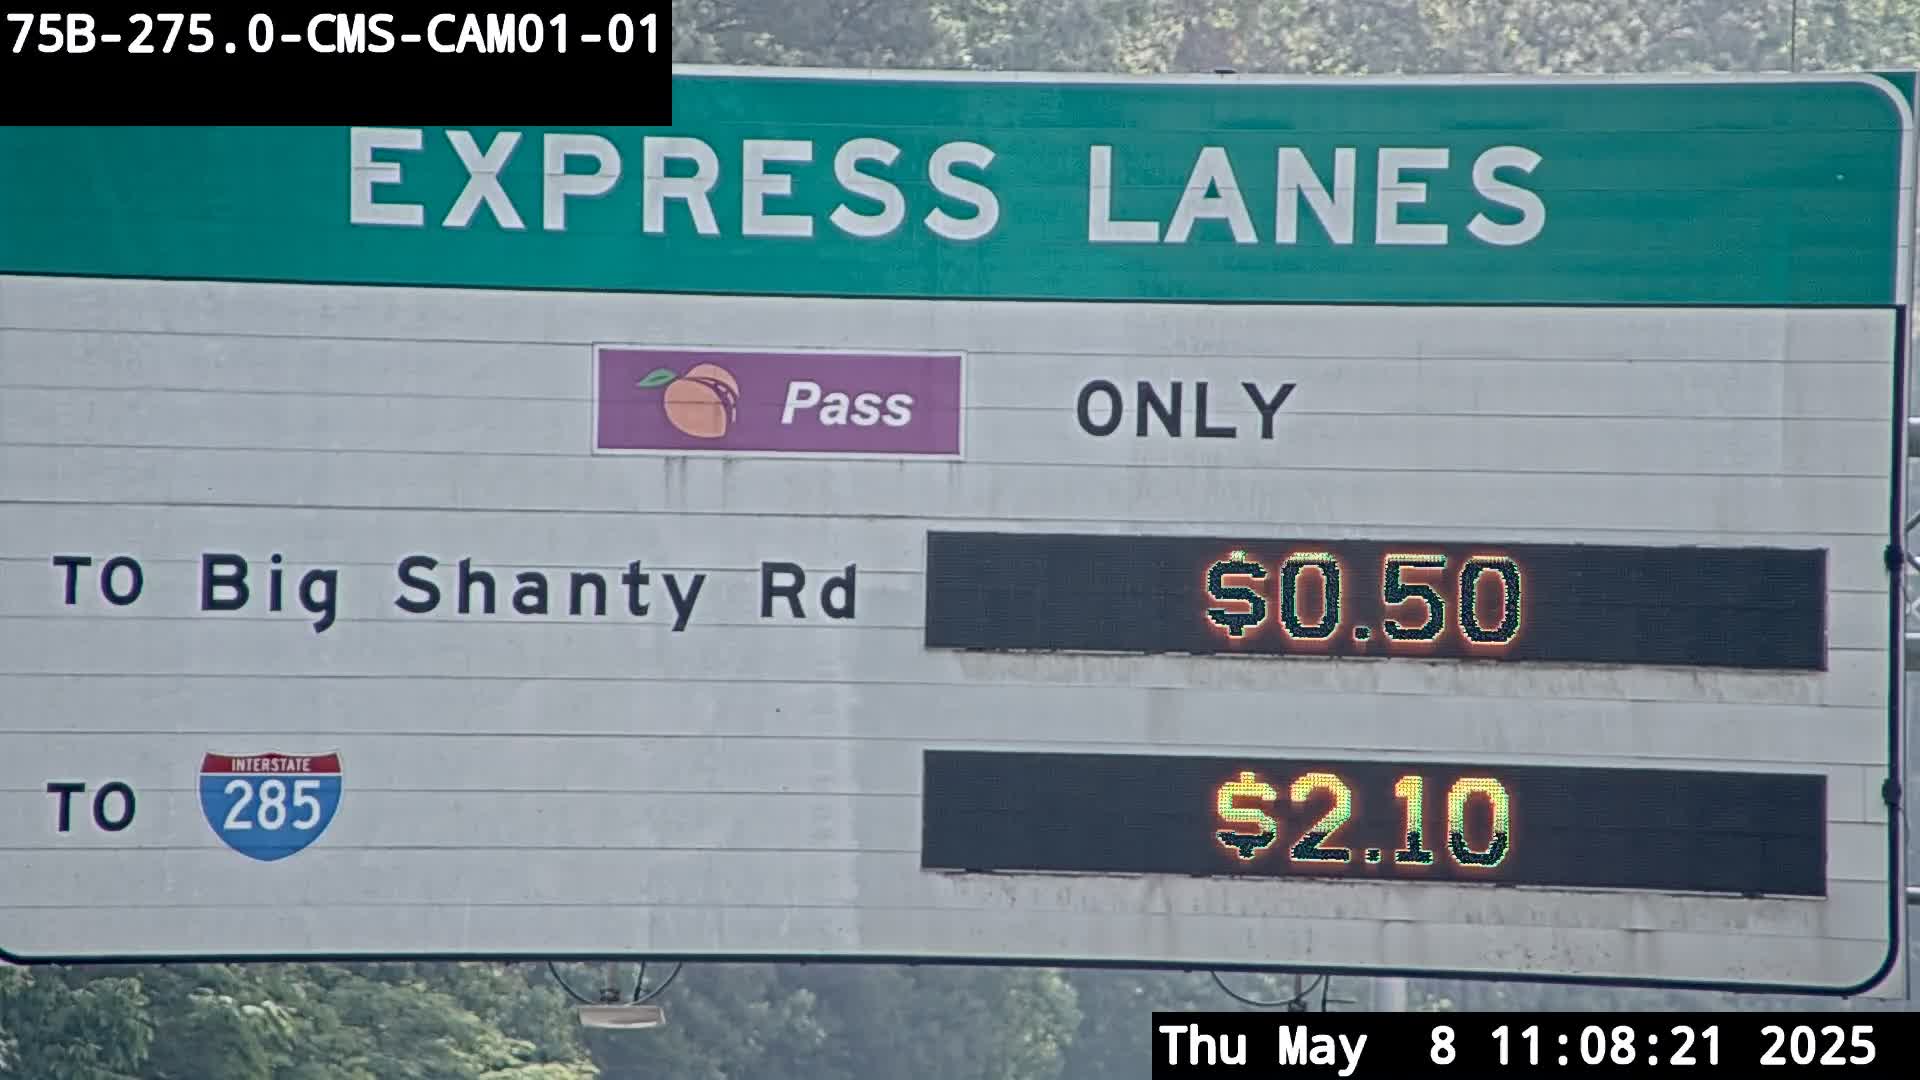 75B-275.0-CMS-CAM01-01
EXPRESS LANES
Pass ONLY
TO Big Shanty Rd $0.50
TO INTERSTATE 285 $2.10
Thu May 8 11:08:21 2025